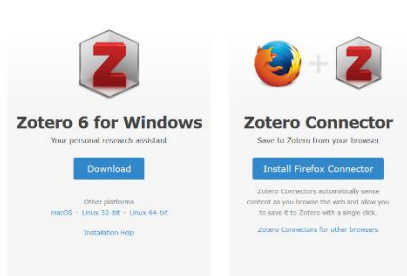 Zotero 6 for Windows
Your personal research assistant
Download
Other platforms
macOS · Linux 32-bit · Linux 64-bit
Installation Help
Zotero Connector
Save to Zotero from your browser
Install Firefox Connector
Zotero Connectors automatically sense
content as you browse the web and allow you
to save it to Zotero with a single click.
Zotero Connectors for other browsers